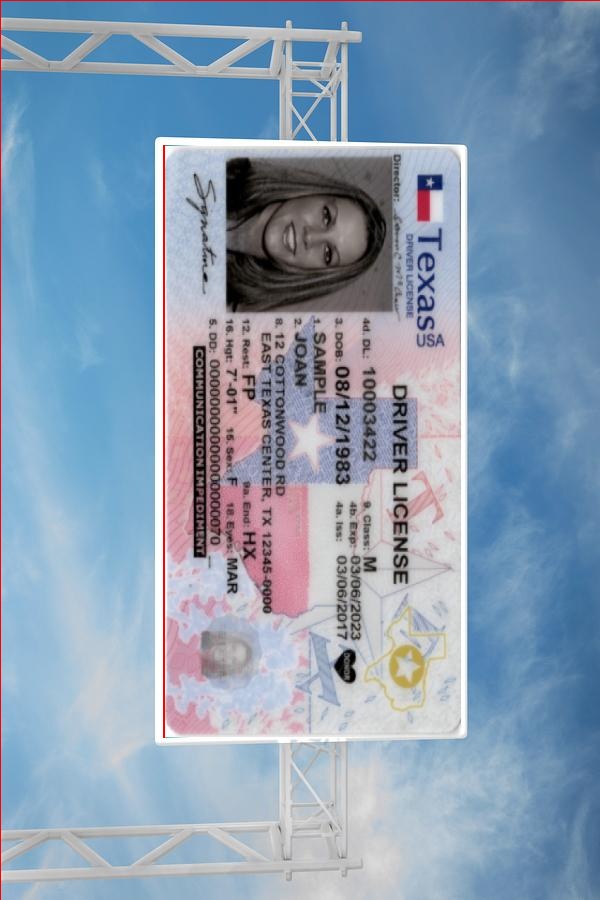 Texas USA
DRIVER LICENSE
DRIVER LICENSE
Director:
4d. DL: 10003422 9. Class: M
3. DOB: 08/12/1983 4b. Exp: 03/06/2023
4a. Iss: 03/06/2017
DONOR
1. SAMPLE
2. JOAN
8. 12 COTTONWOOD RD
EAST TEXAS CENTER, TX 12345-0000
12. Rest: FP 9a. End: HX
16. Hgt: 7'-01" 15. Sex: F 18. Eyes: MAR
5. DD: 00000000000000000070
COMMUNICATION IMPEDIMENT
Signature